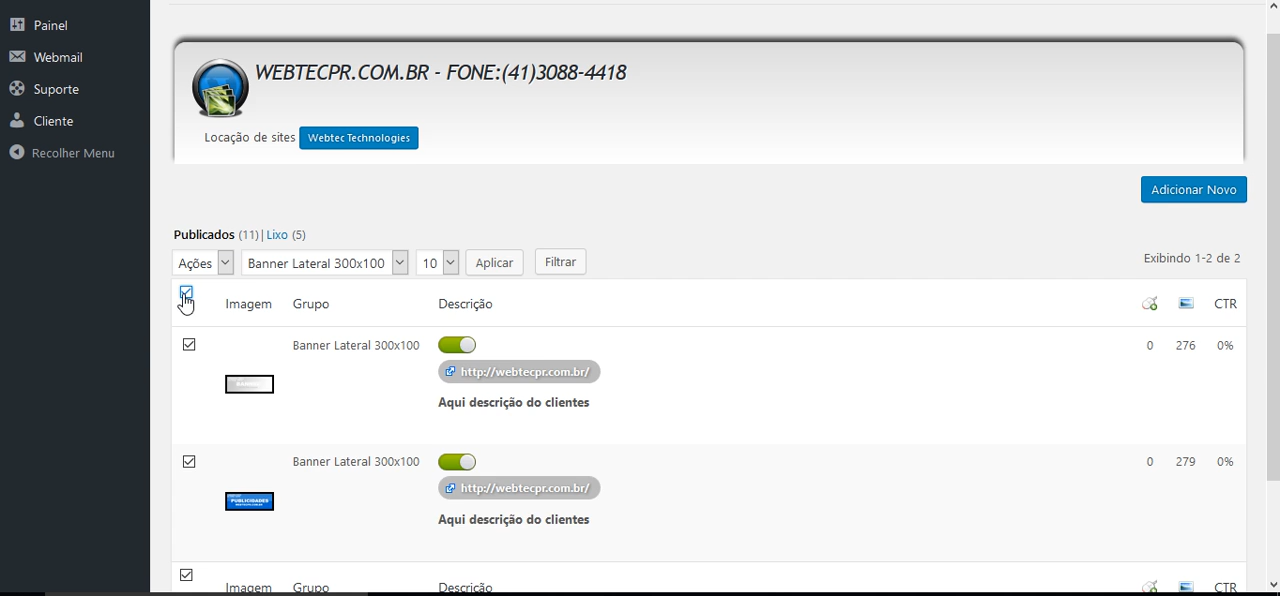 Painel
Webmail
Suporte
Cliente
Recolher Menu
WEBTECPR.COM.BR - FONE:(41)3088-4418
Locação de sites Webtec Technologies
Adicionar Novo
Publicados (11)| Lixo (5)
Ações Banner Lateral 300x100 10 Aplicar Filtrar
Exibindo 1-2 de 2
Imagem Grupo Descrição CTR
Banner Lateral 300x100 0 276 0%
http://webtecpr.com.br/
Aqui descrição do clientes
Banner Lateral 300x100 0 279 0%
http://webtecpr.com.br/
PUBLICIDADES
Aqui descrição do clientes
Imagem Grupo Descrição CTR